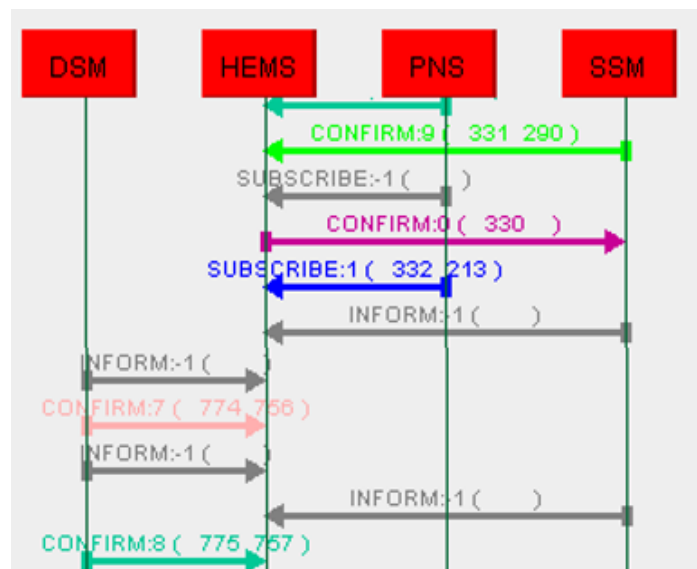 DSM HEMS PNS SSM
CONFIRM:9 ( 331 290 )
SUBSCRIBE:-1 ( )
CONFIRM:0 ( 330 )
SUBSCRIBE:1 ( 332 213 )
INFORM:-1 ( )
INFORM:-1 ( )
CONFIRM:7 ( 774 756 )
INFORM:-1 ( )
INFORM:-1 ( )
CONFIRM:8 ( 775 757 )